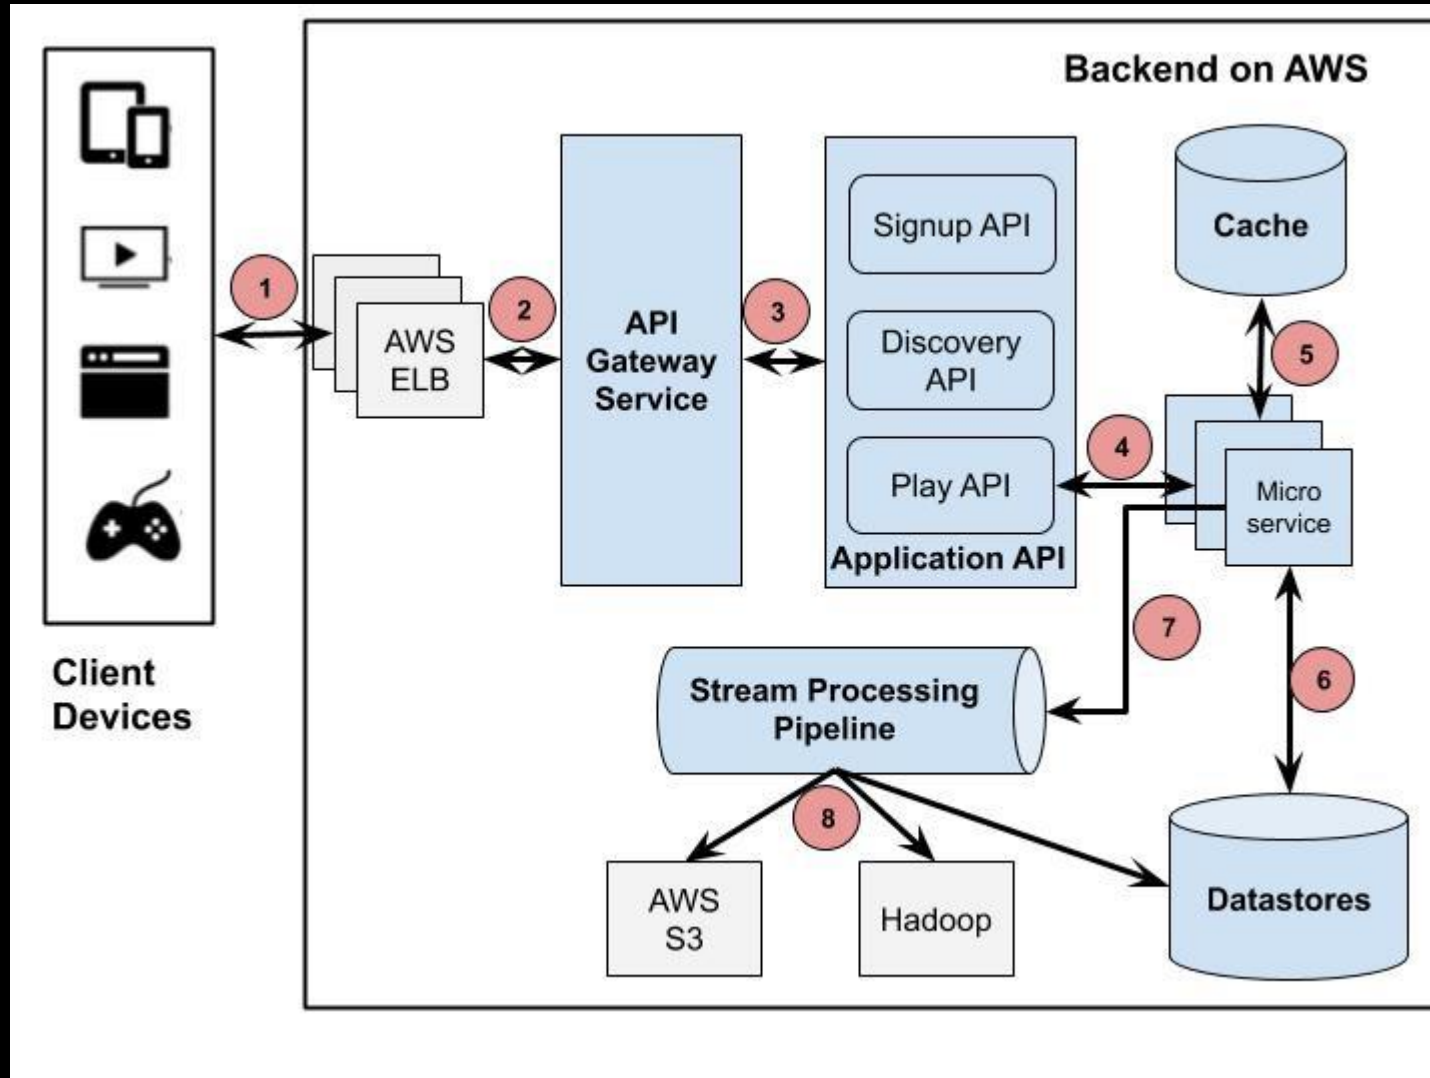 Backend on AWS
Client
Devices
1
AWS
ELB
2
API
Gateway
Service
3
Signup API
Discovery
API
Play API
Application API
4
Cache
5
Micro
service
6
7
Stream Processing
Pipeline
8
AWS
S3
Hadoop
Datastores